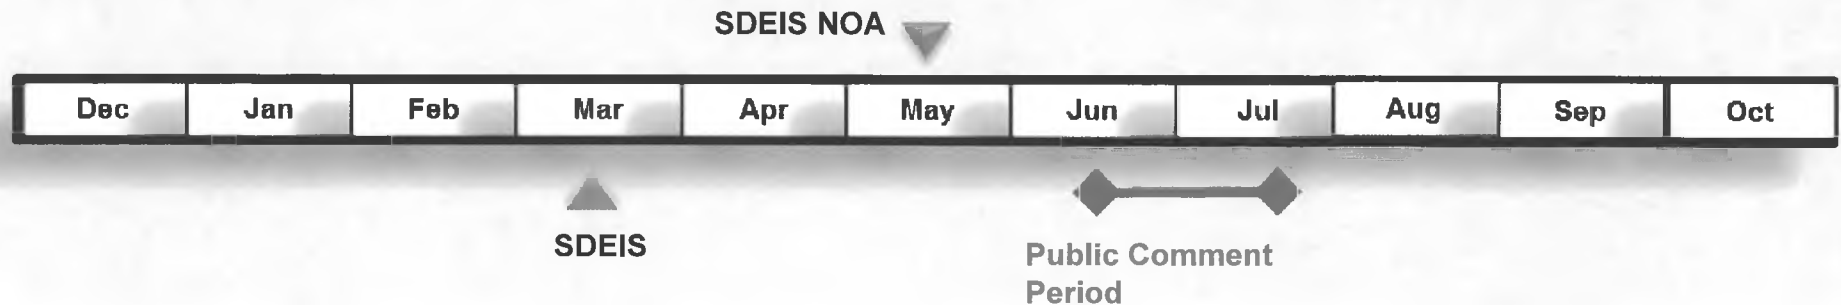 SDEIS NOA
Dec Jan Feb Mar Apr May Jun Jul Aug Sep Oct
SDEIS
Public Comment
Period